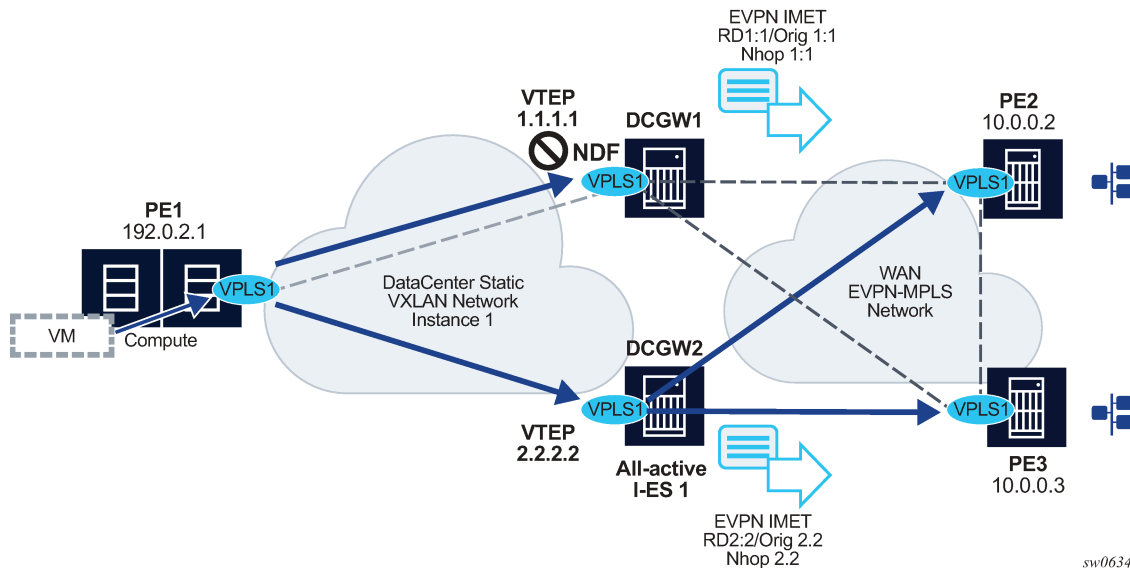 EVPN IMET
RD1:1/Orig 1:1
Nhop 1:1
VTEP
1.1.1.1
NDF
DCGW1
VPLS1
PE2
10.0.0.2
VPLS1
PE1
192.0.2.1
VPLS1
VM
Compute
DataCenter Static
VXLAN Network
Instance 1
WAN
EVPN-MPLS
Network
DCGW2
VPLS1
VTEP
2.2.2.2
All-active
I-ES 1
VPLS1
PE3
10.0.0.3
EVPN IMET
RD2:2/Orig 2.2
Nhop 2.2
sw0634